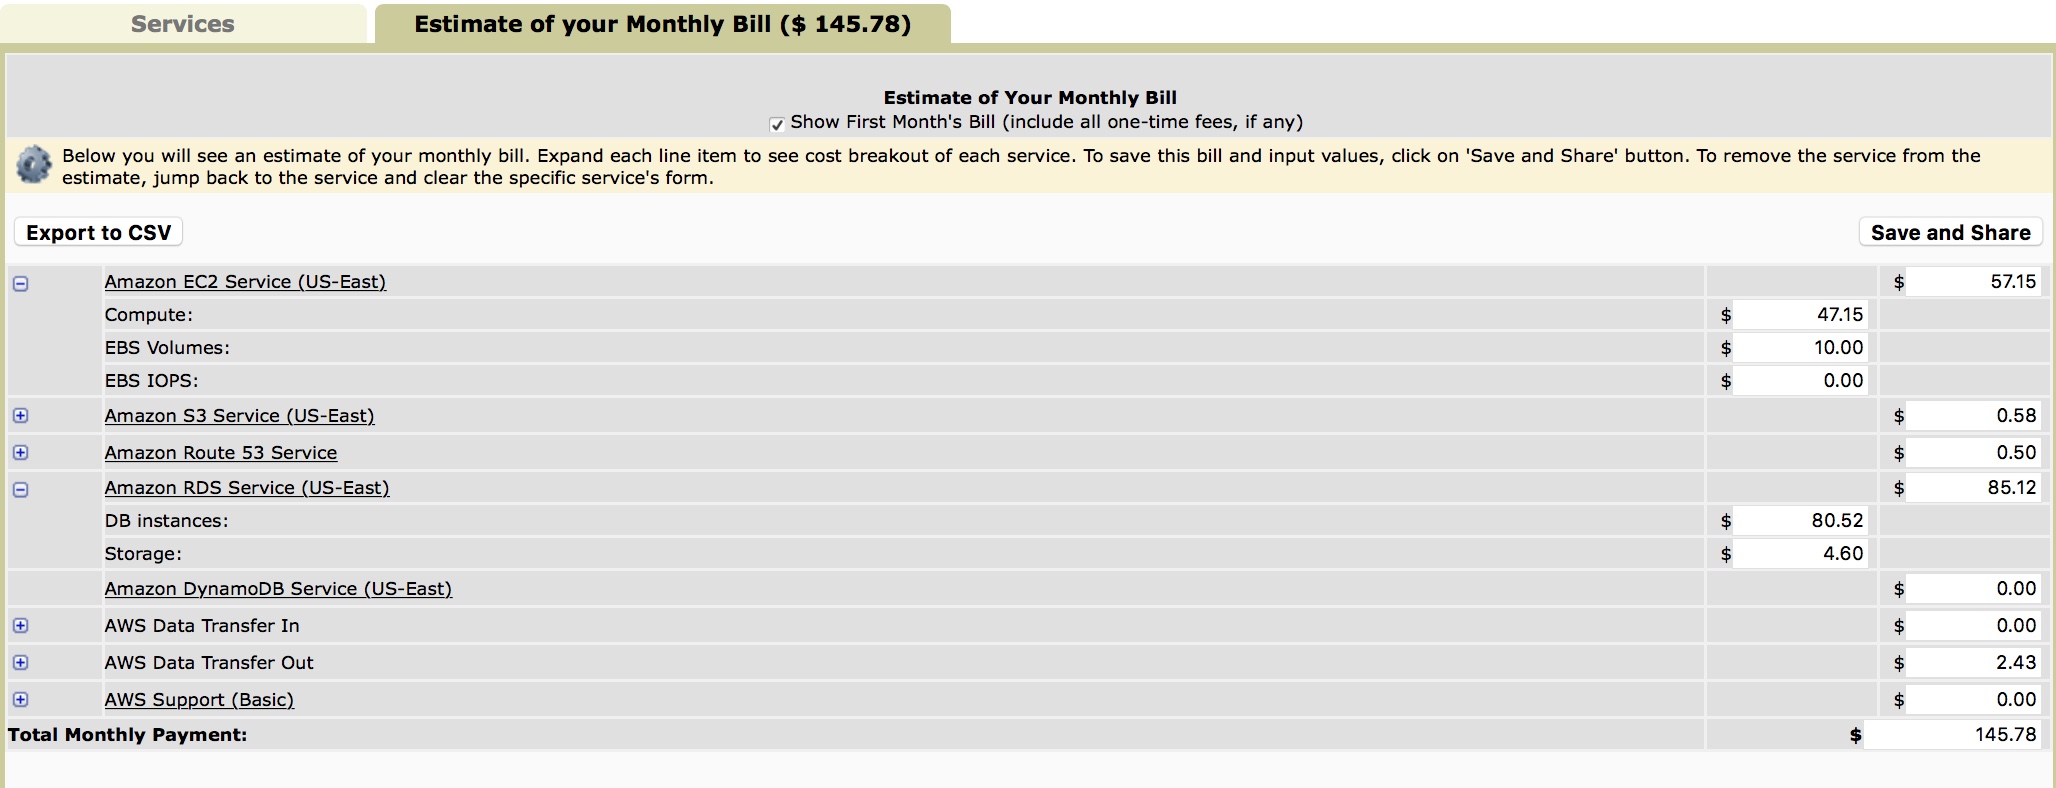 Services
Estimate of your Monthly Bill ($ 145.78)
Estimate of Your Monthly Bill
Show First Month's Bill (include all one-time fees, if any)
Below you will see an estimate of your monthly bill. Expand each line item to see cost breakout of each service. To save this bill and input values, click on 'Save and Share' button. To remove the service from the
estimate, jump back to the service and clear the specific service's form.
Export to CSV
Save and Share
Amazon EC2 Service (US-East) $ 57.15
Compute: $ 47.15
EBS Volumes: $ 10.00
EBS IOPS: $ 0.00
Amazon S3 Service (US-East) $ 0.58
Amazon Route 53 Service $ 0.50
Amazon RDS Service (US-East) $ 85.12
DB instances: $ 80.52
Storage: $ 4.60
Amazon DynamoDB Service (US-East) $ 0.00
AWS Data Transfer In $ 0.00
AWS Data Transfer Out $ 2.43
AWS Support (Basic) $ 0.00
Total Monthly Payment: $ 145.78